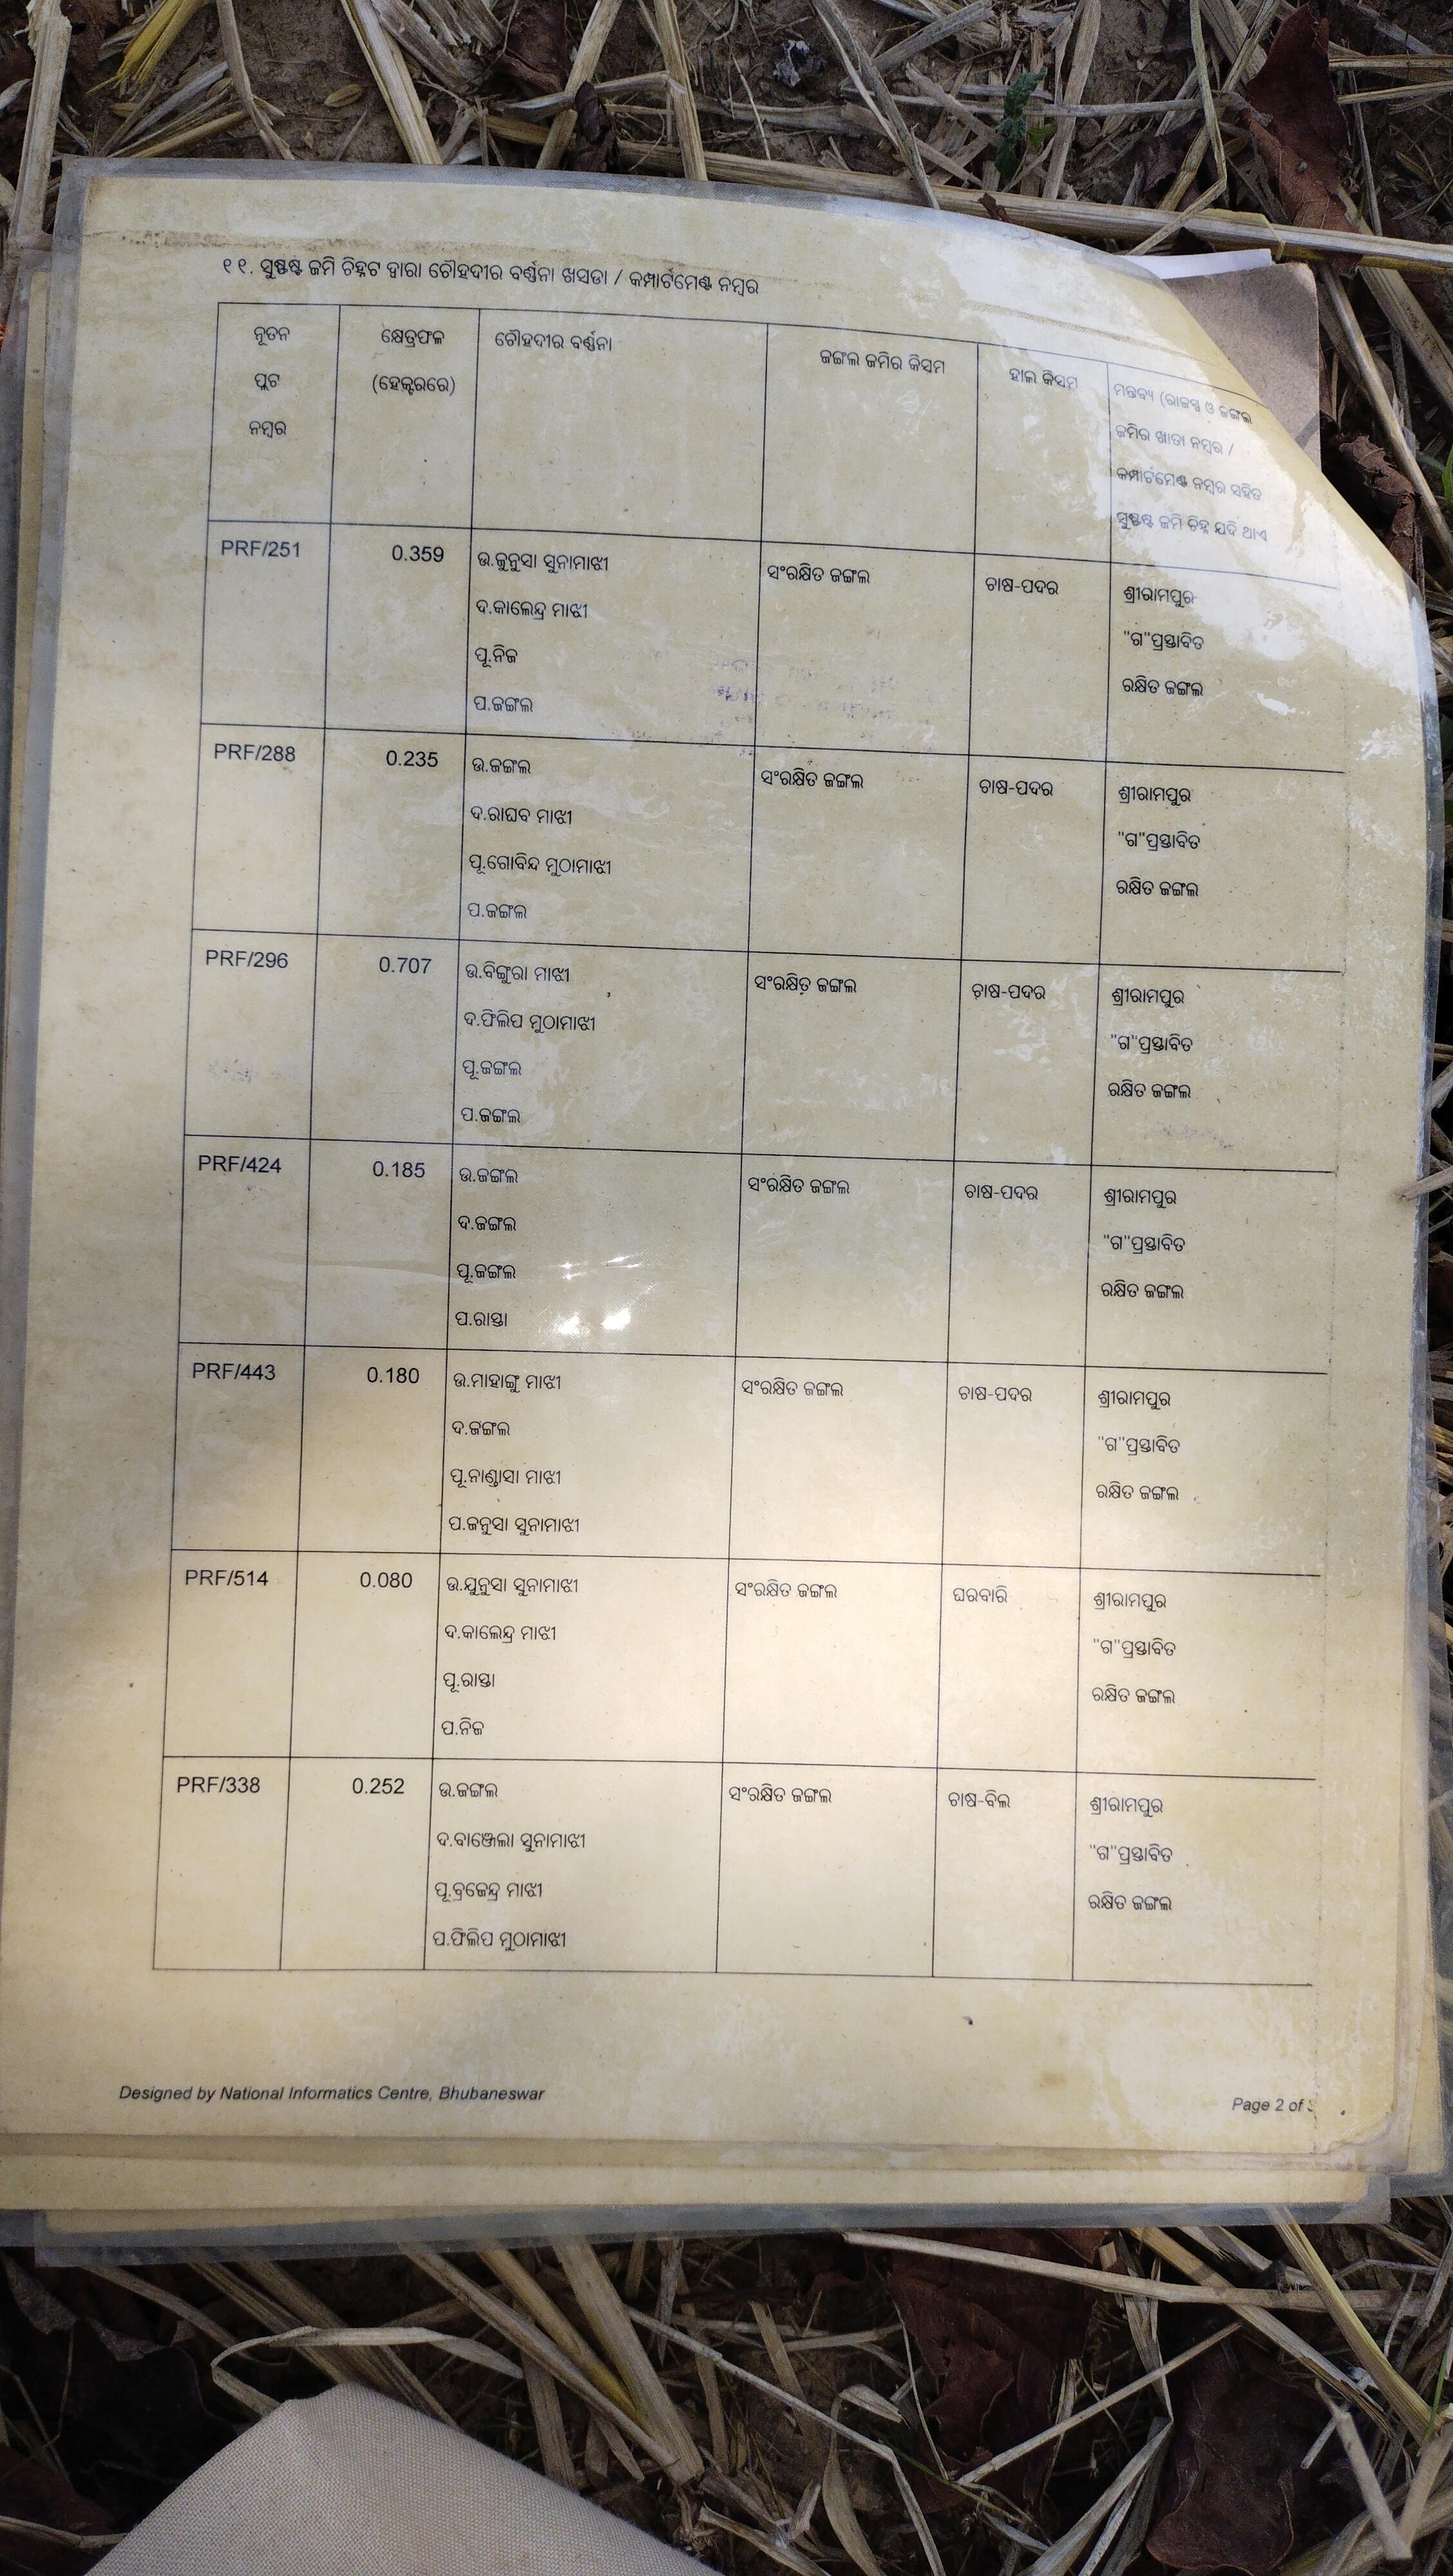 ୧୧. ସୁସ୍ପଷ୍ଟ ଜମି ଚିହ୍ନଟ ଦ୍ୱାରା ଚୌହଦୀର ବର୍ଣ୍ଣନା ଖସଡା / କମ୍ପାର୍ଟମେଣ୍ଟ ନମ୍ବର
ନୂତନ
ପ୍ଲଟ
ନମ୍ବର
କ୍ଷେତ୍ରଫଳ
(ହେକ୍ଟରରେ)
ଚୌହଦୀର ବର୍ଣ୍ଣନା
ଜଙ୍ଗଲ ଜମିର କିସମ
ହାଲ କିସମ
ମନ୍ତବ୍ୟ (ରାଜସ୍ୱ ଓ ଜଙ୍ଗଲ
ଜମିର ଖାତା ନମ୍ବର /
କମ୍ପାର୍ଟମେଣ୍ଟ ନମ୍ବର ସହିତ
ସୁସ୍ପଷ୍ଟ ଜମି ଚିହ୍ନ ଯଦି ଥାଏ
PRF/251
0.359
ଉ.ଜୁନୁସା ସୁନାମାଝୀ
ଦ.କାଲେନ୍ଦ୍ର ମାଝୀ
ପୂ.ନିଜ
ପ.ଜଙ୍ଗଲ
ସଂରକ୍ଷିତ ଜଙ୍ଗଲ
ଚାଷ-ପଦର
ଶ୍ରୀରାମପୁର
"ଗ"ପ୍ରସ୍ତାବିତ
ରକ୍ଷିତ ଜଙ୍ଗଲ
PRF/288
0.235
ଉ.ଜଙ୍ଗଲ
ଦ.ରାଘବ ମାଝୀ
ପୂ.ଗୋବିନ୍ଦ ମୁଠାମାଝୀ
ପ.ଜଙ୍ଗଲ
ସଂରକ୍ଷିତ ଜଙ୍ଗଲ
ଚାଷ-ପଦର
ଶ୍ରୀରାମପୁର
"ଗ"ପ୍ରସ୍ତାବିତ
ରକ୍ଷିତ ଜଙ୍ଗଲ
PRF/296
0.707
ଉ.ବିଙ୍ଗୁରା ମାଝୀ
ଦ.ଫିଲିପ ମୁଠାମାଝୀ
ପୂ.ଜଙ୍ଗଲ
ପ.ଜଙ୍ଗଲ
ସଂରକ୍ଷିତ ଜଙ୍ଗଲ
ଚାଷ-ପଦର
ଶ୍ରୀରାମପୁର
"ଗ"ପ୍ରସ୍ତାବିତ
ରକ୍ଷିତ ଜଙ୍ଗଲ
PRF/424
0.185
ଉ.ଜଙ୍ଗଲ
ଦ.ଜଙ୍ଗଲ
ପୂ.ଜଙ୍ଗଲ
ପ.ରାସ୍ତା
ସଂରକ୍ଷିତ ଜଙ୍ଗଲ
ଚାଷ-ପଦର
ଶ୍ରୀରାମପୁର
"ଗ"ପ୍ରସ୍ତାବିତ
ରକ୍ଷିତ ଜଙ୍ଗଲ
PRF/443
0.180
ଉ.ମାହାଙ୍ଗୁ ମାଝୀ
ଦ.ଜଙ୍ଗଲ
ପୂ.ନାଣ୍ଡାସା ମାଝୀ
ପ.ଜନୁସା ସୁନାମାଝୀ
ସଂରକ୍ଷିତ ଜଙ୍ଗଲ
ଚାଷ-ପଦର
ଶ୍ରୀରାମପୁର
"ଗ"ପ୍ରସ୍ତାବିତ
ରକ୍ଷିତ ଜଙ୍ଗଲ
PRF/514
0.080
ଉ.ଯୁନୁସା ସୁନାମାଝୀ
ଦ.କାଲେନ୍ଦ୍ର ମାଝୀ
ପୂ.ରାସ୍ତା
ପ.ନିଜ
ସଂରକ୍ଷିତ ଜଙ୍ଗଲ
ଘରବାରି
ଶ୍ରୀରାମପୁର
"ଗ"ପ୍ରସ୍ତାବିତ
ରକ୍ଷିତ ଜଙ୍ଗଲ
PRF/338
0.252
ଉ.ଜଙ୍ଗଲ
ଦ.ବାଞ୍ଜେଲା ସୁନାମାଝୀ
ପୂ.ବ୍ରଜେନ୍ଦ୍ର ମାଝୀ
ପ.ଫିଲିପ ମୁଠାମାଝୀ
ସଂରକ୍ଷିତ ଜଙ୍ଗଲ
ଚାଷ-ବିଲ
ଶ୍ରୀରାମପୁର
"ଗ"ପ୍ରସ୍ତାବିତ
ରକ୍ଷିତ ଜଙ୍ଗଲ
Designed by National Informatics Centre, Bhubaneswar
Page 2 of